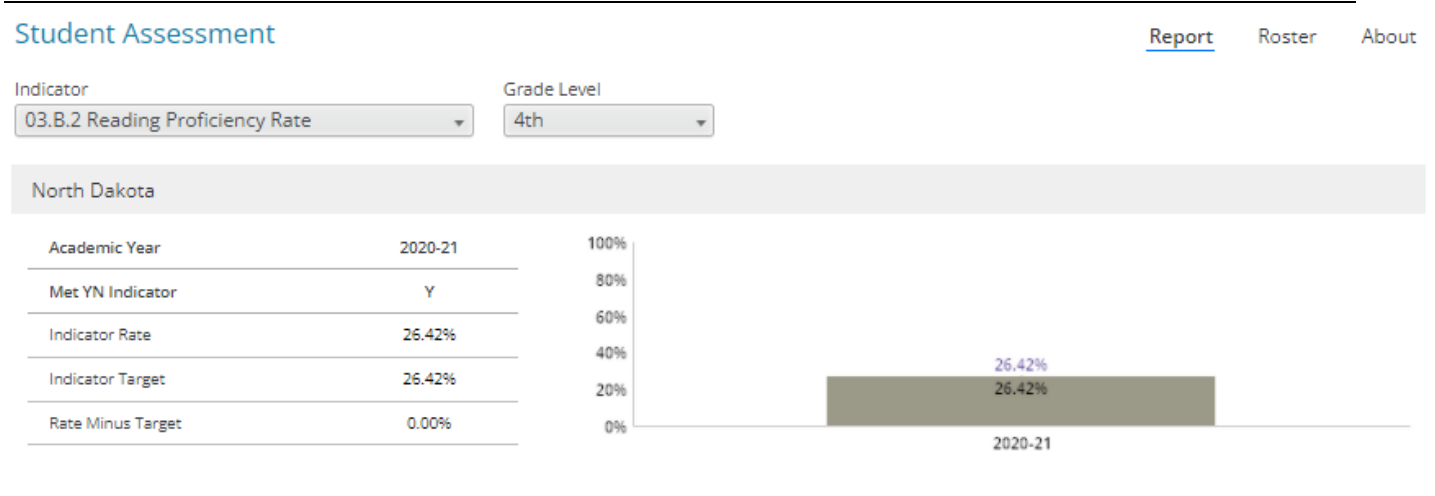 Student Assessment
Report Roster About
Indicator Grade Level
03.B.2 Reading Proficiency Rate 4th
North Dakota
Academic Year 2020-21
Met YN Indicator Y
Indicator Rate 26.42%
Indicator Target 26.42%
Rate Minus Target 0.00%
100%
80%
60%
40%
20%
0%
26.42%
26.42%
2020-21